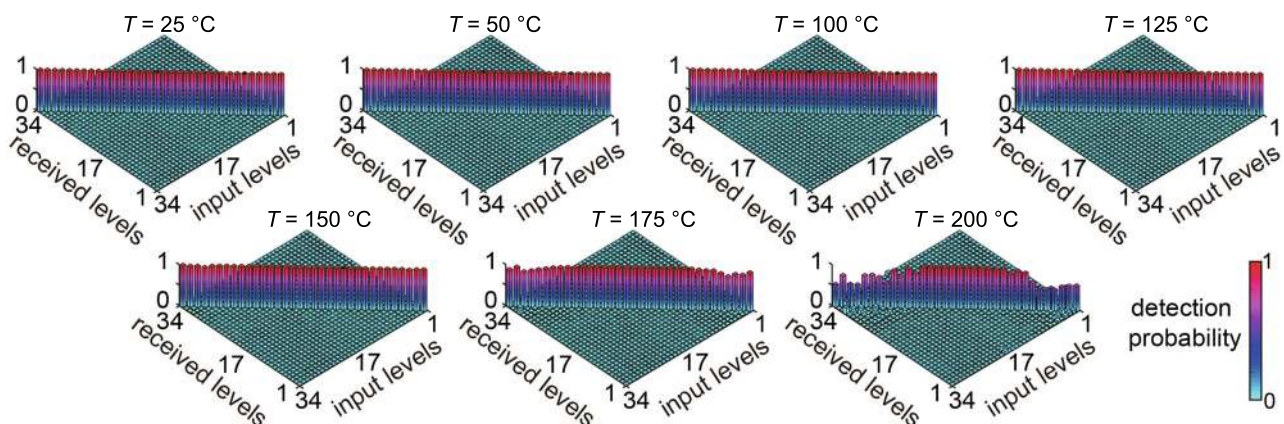 T = 25 °C
T = 50 °C
T = 100 °C
T = 125 °C
1
0
34
received levels
17
1
34
input levels
17
1
1
0
34
received levels
17
1
34
input levels
17
1
1
0
34
received levels
17
1
34
input levels
17
1
1
0
34
received levels
17
1
34
input levels
17
1
T = 150 °C
T = 175 °C
T = 200 °C
1
0
34
received levels
17
1
34
input levels
17
1
1
0
34
received levels
17
1
34
input levels
17
1
1
0
34
received levels
17
1
34
input levels
17
1
detection
probability
1
0